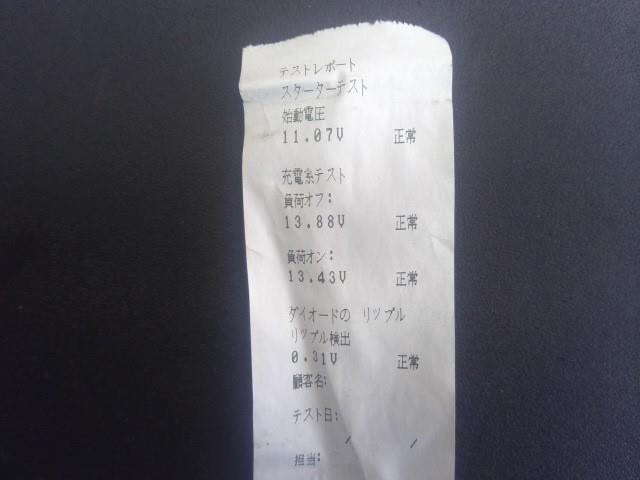 テストレポート
スターターテスト
始動電圧
11.07V 正常
充電系テスト
負荷オフ:
13.88V 正常
負荷オン:
13.43V 正常
ダイオードの リップル
リップル検出
0.31V 正常
顧客名:
テスト日:
/ /
担当: